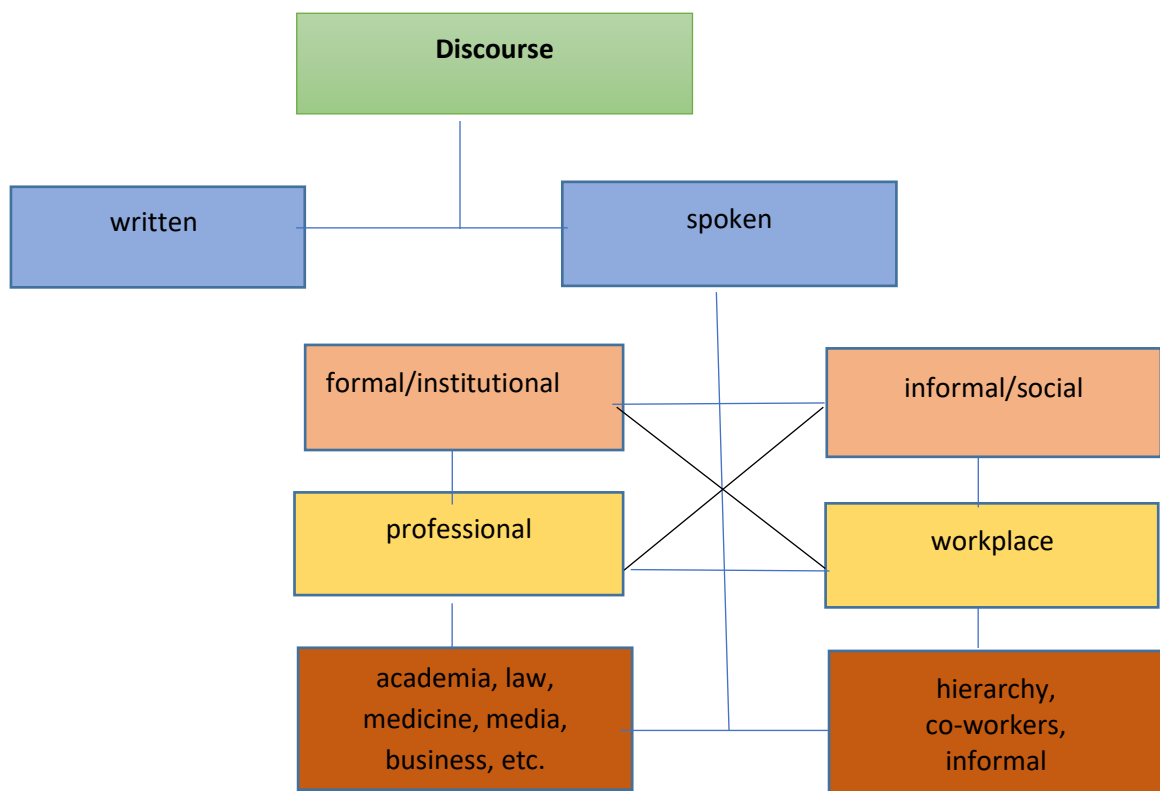 Discourse
written
spoken
formal/institutional
informal/social
professional
workplace
academia, law,
medicine, media,
business, etc.
hierarchy,
co-workers,
informal